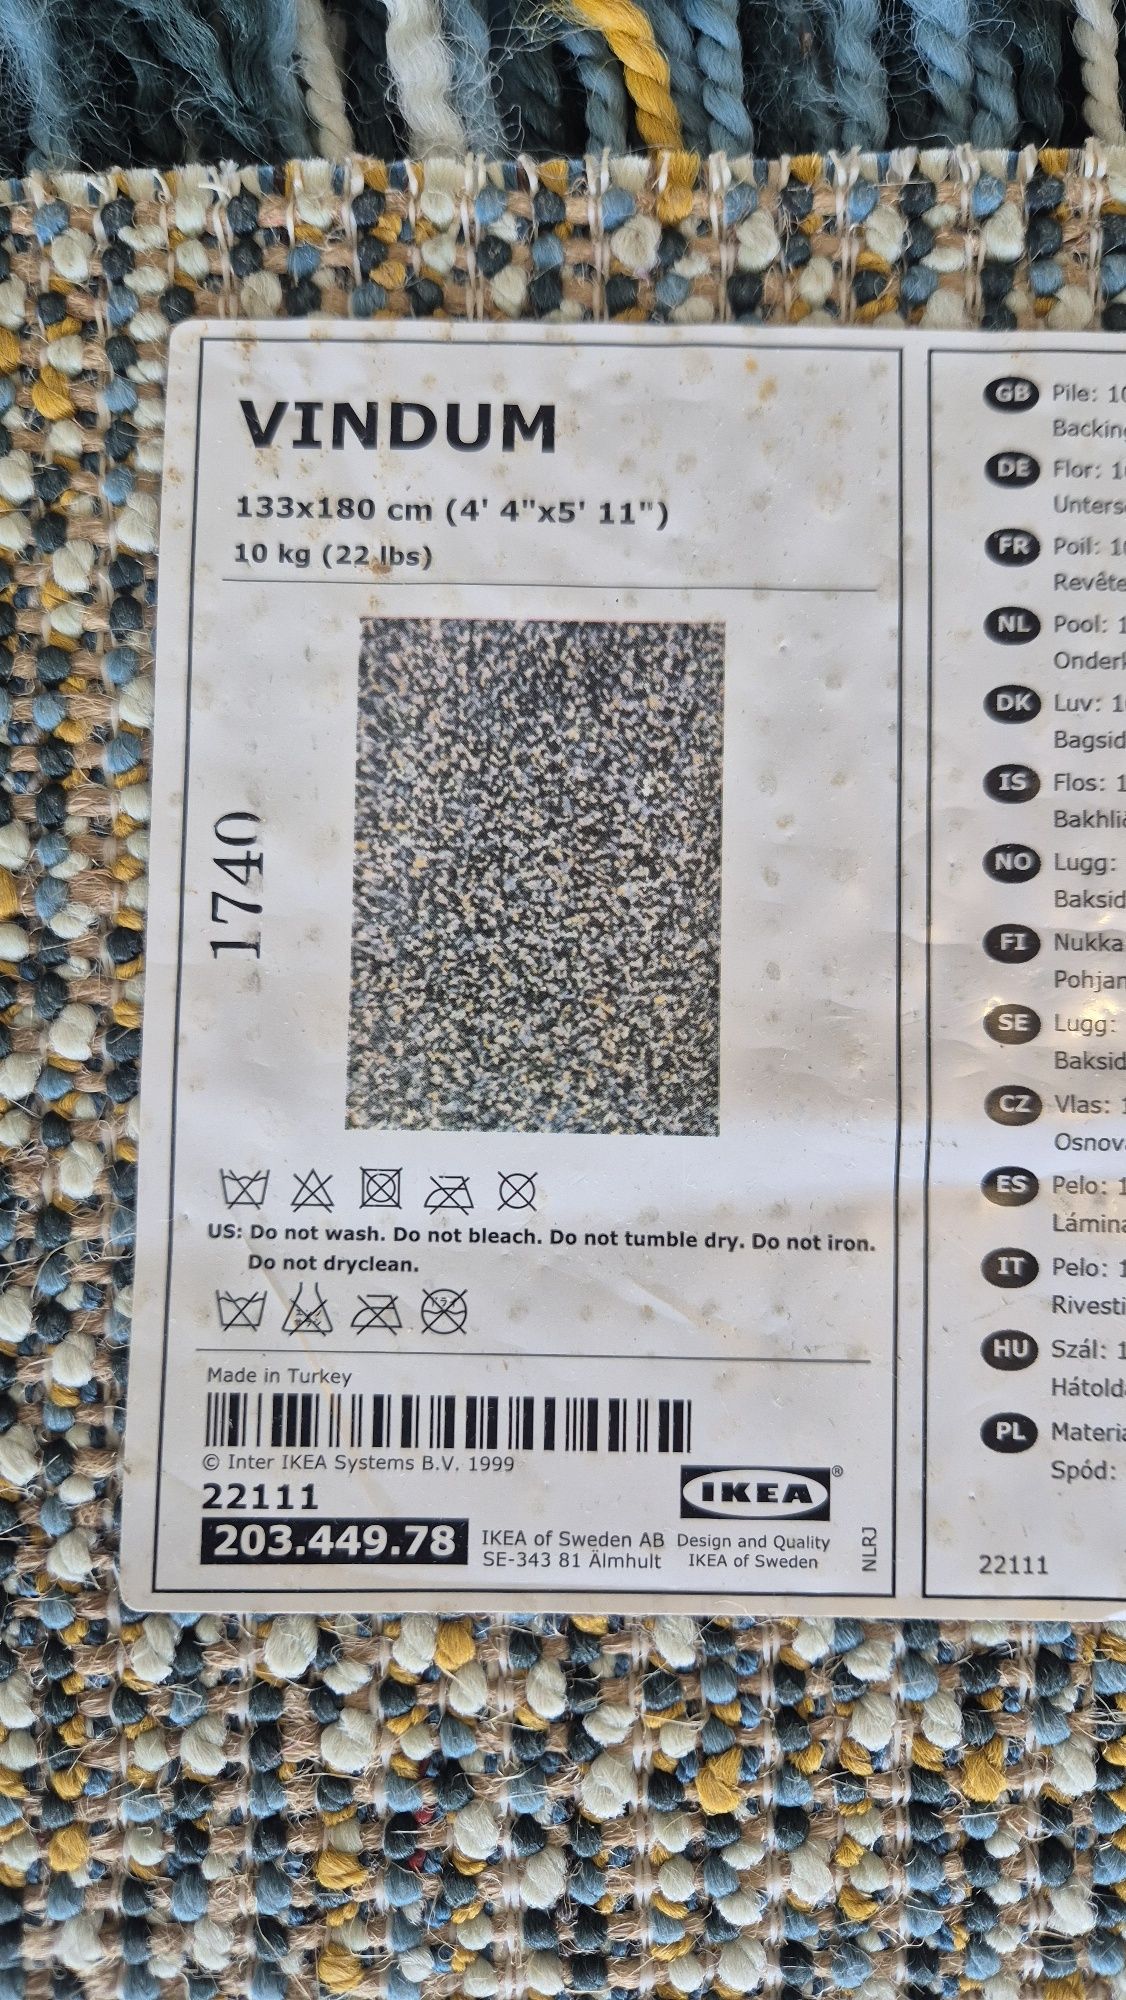 VINDUM
133x180 cm (4' 4"x5' 11")
10 kg (22 lbs)
1740
US: Do not wash. Do not bleach. Do not tumble dry. Do not iron.
Do not dryclean.
Made in Turkey
© Inter IKEA Systems B.V. 1999
22111
203.449.78
IKEA of Sweden AB
SE-343 81 Älmhult
IKEA®
Design and Quality
IKEA of Sweden
NLRJ
GB Pile:
Backing
DE Flor:
FR Poil:
NL Pool:
DK Luv:
IS Flos:
NO Lugg:
FI Nukka
SE Lugg:
CZ Vlas:
ES Pelo:
IT Pelo:
HU Szál:
PL
Spód:
22111